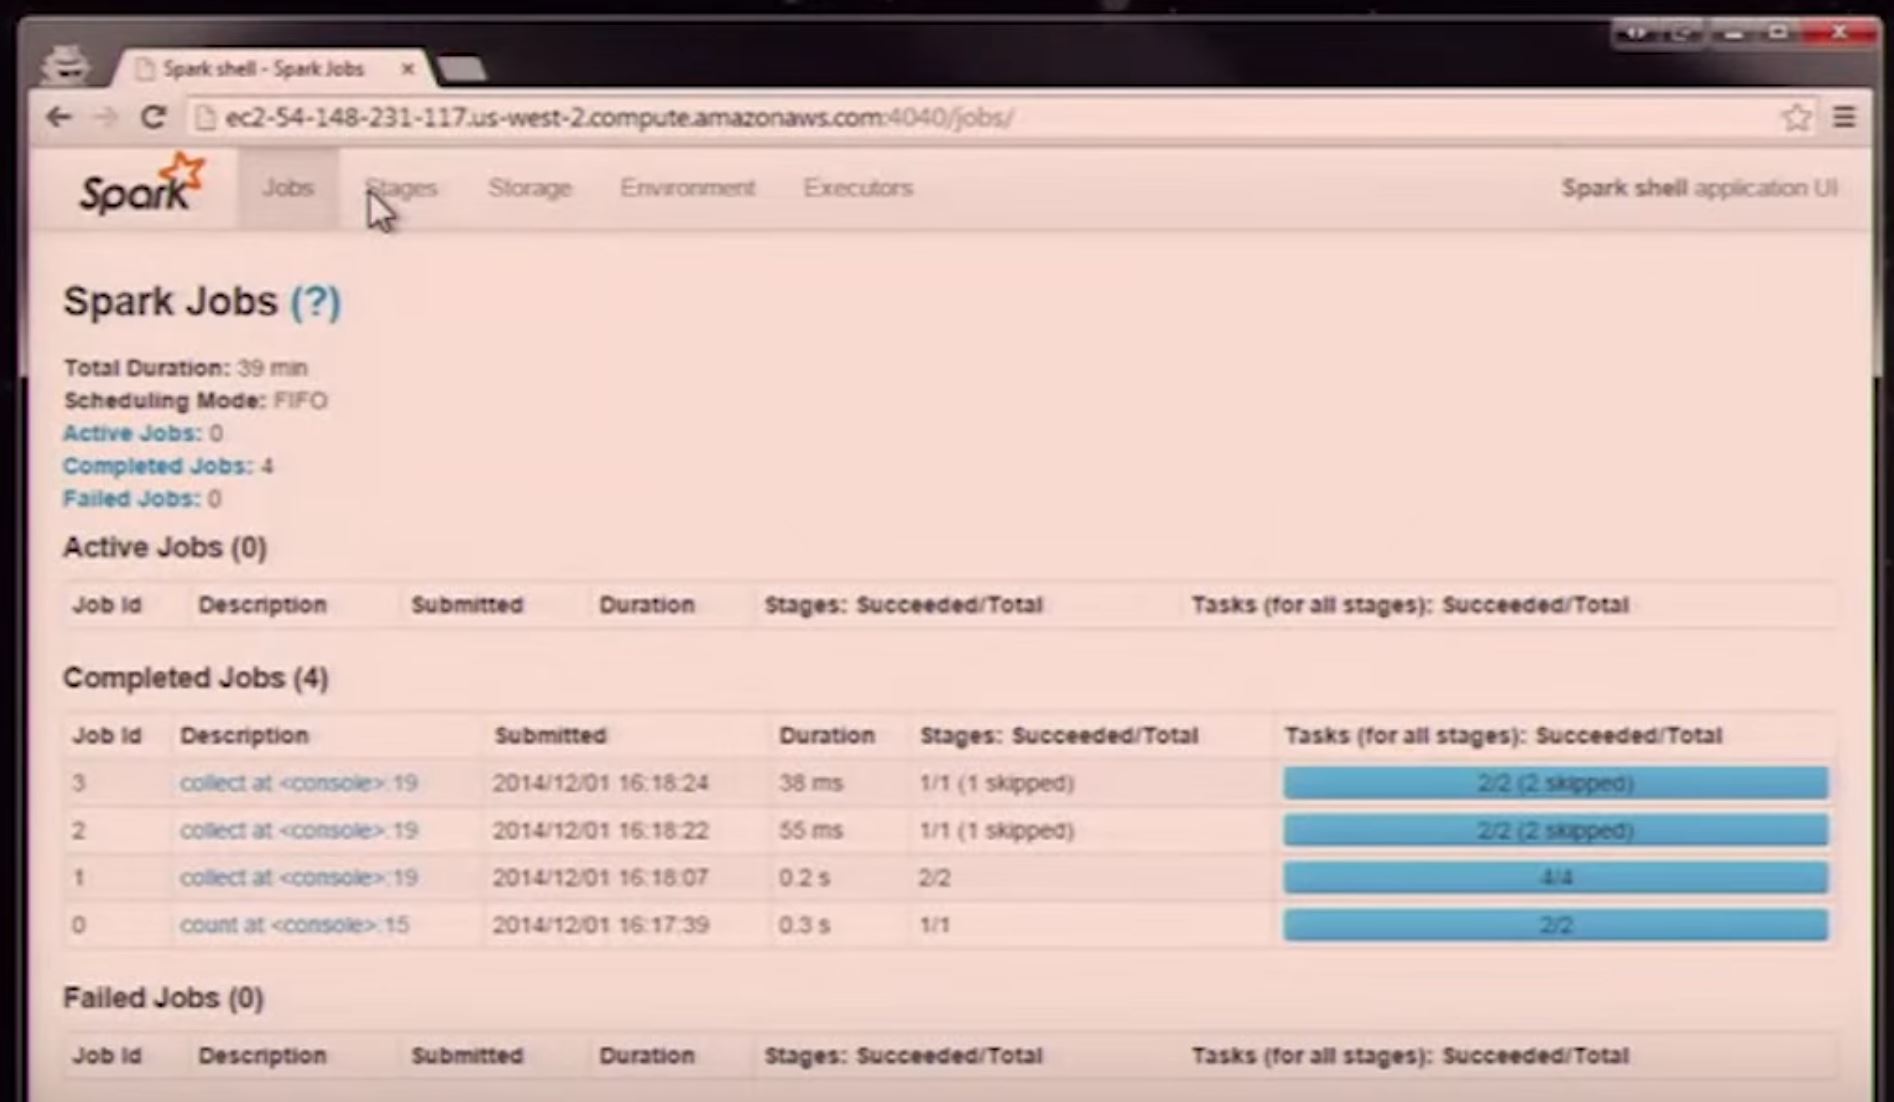 Spark shell - Spark Jobs
ec2-54-148-231-117.us-west-2.compute.amazonaws.com:4040/jobs/
Spark Jobs Stages Storage Environment Executors Spark shell application UI
Spark Jobs (?)
Total Duration: 39 min
Scheduling Mode: FIFO
Active Jobs: 0
Completed Jobs: 4
Failed Jobs: 0
Active Jobs (0)
Job Id Description Submitted Duration Stages: Succeeded/Total Tasks (for all stages): Succeeded/Total
Completed Jobs (4)
Job Id Description Submitted Duration Stages: Succeeded/Total Tasks (for all stages): Succeeded/Total
3 collect at <console>:19 2014/12/01 16:18:24 38 ms 1/1 (1 skipped) 2/2 (2 skipped)
2 collect at <console>:19 2014/12/01 16:18:22 55 ms 1/1 (1 skipped) 2/2 (2 skipped)
1 collect at <console>:19 2014/12/01 16:18:07 0.2 s 2/2 4/4
0 count at <console>:15 2014/12/01 16:17:39 0.3 s 1/1 2/2
Failed Jobs (0)
Job Id Description Submitted Duration Stages: Succeeded/Total Tasks (for all stages): Succeeded/Total